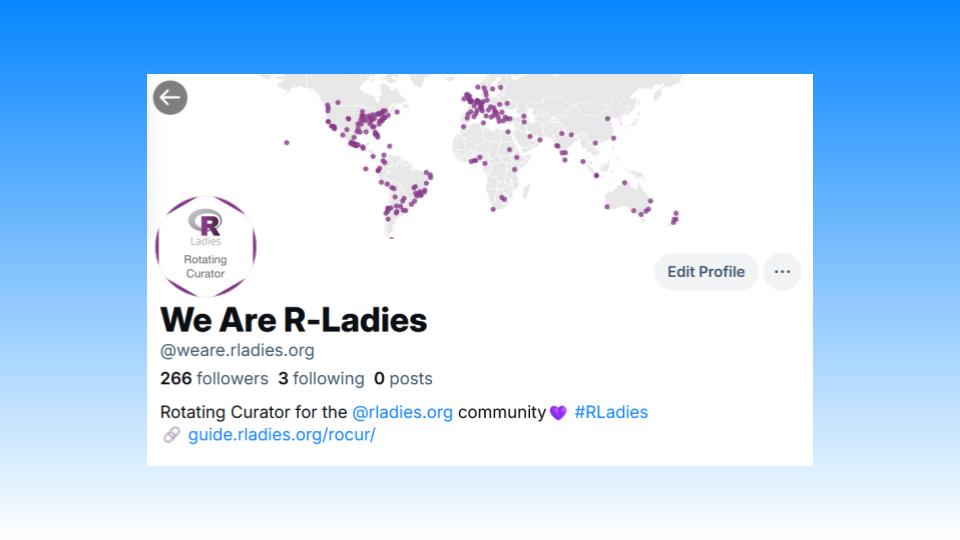 R
Ladies
Rotating
Curator
Edit Profile
We Are R-Ladies
@weare.rladies.org
266 followers 3 following 0 posts
Rotating Curator for the @rladies.org community💜 #RLadies
🔗 guide.rladies.org/rocur/